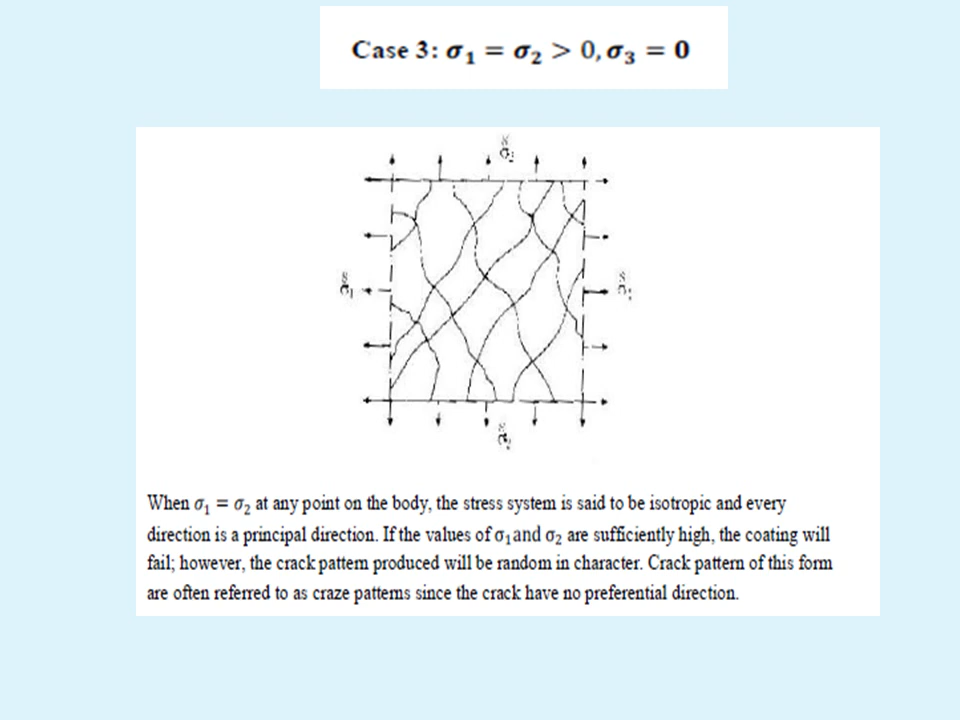 Case 3: σ₁ = σ₂ > 0, σ₃ = 0
When σ₁ = σ₂ at any point on the body, the stress system is said to be isotropic and every
direction is a principal direction. If the values of σ₁and σ₂ are sufficiently high, the coating will
fail; however, the crack pattern produced will be random in character. Crack pattern of this form
are often referred to as craze patterns since the crack have no preferential direction.